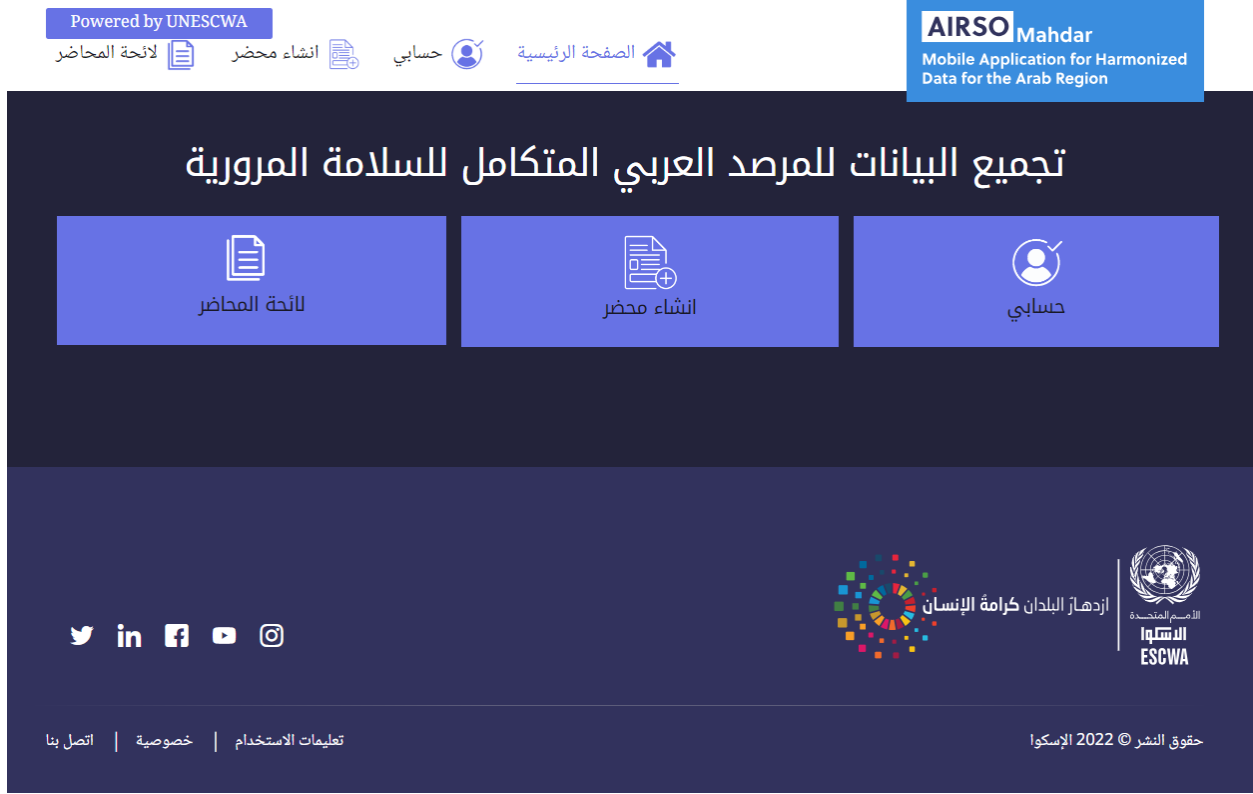 AIRSO Mahdar
Mobile Application for Harmonized
Data for the Arab Region
Powered by UNESCWA
الصفحة الرئيسية
حسابي
انشاء محضر
لائحة المحاضر
تجميع البيانات للمرصد العربي المتكامل للسلامة المرورية
حسابي
انشاء محضر
لائحة المحاضر
الأمم المتحدة
الاسكوا
ESCWA
ازدهارُ البلدان كرامةُ الإنسان
حقوق النشر © 2022 الإسكوا
تعليمات الاستخدام | خصوصية | اتصل بنا